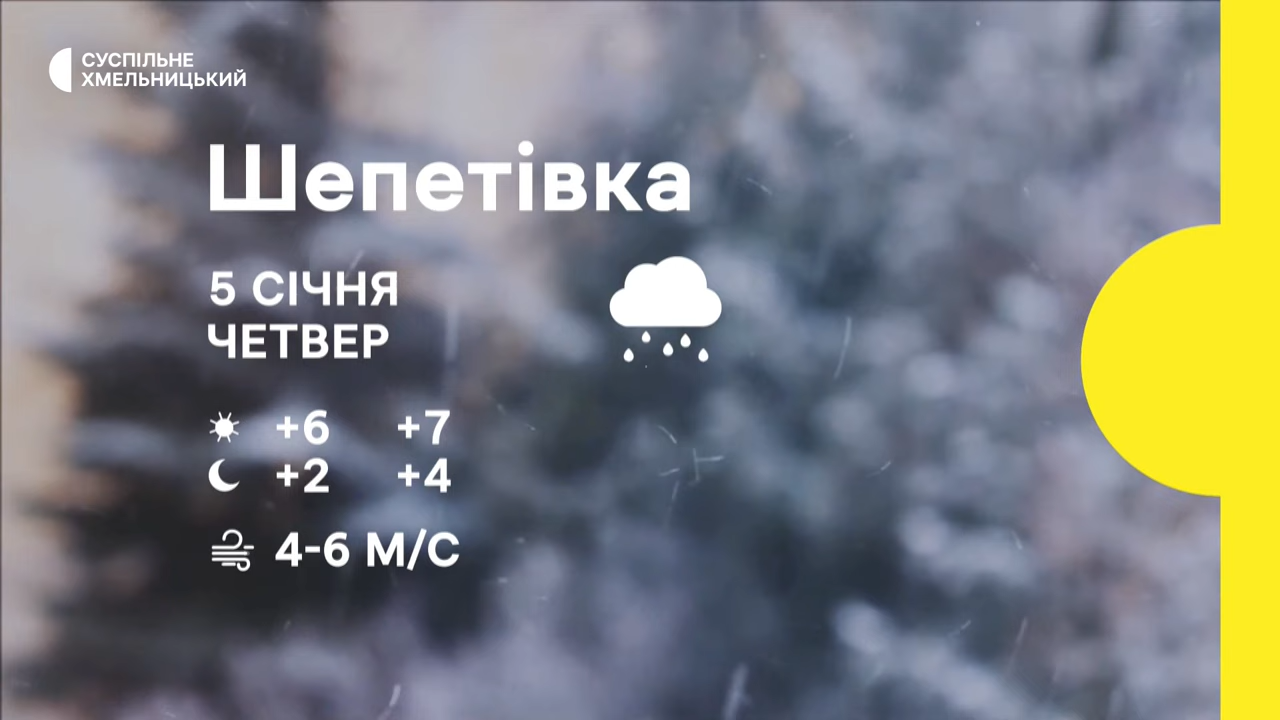 СУСПІЛЬНЕ
ХМЕЛЬНИЦЬКИЙ
Шепетівка
5 СІЧНЯ
ЧЕТВЕР
+6 +7
+2 +4
4-6 М/С